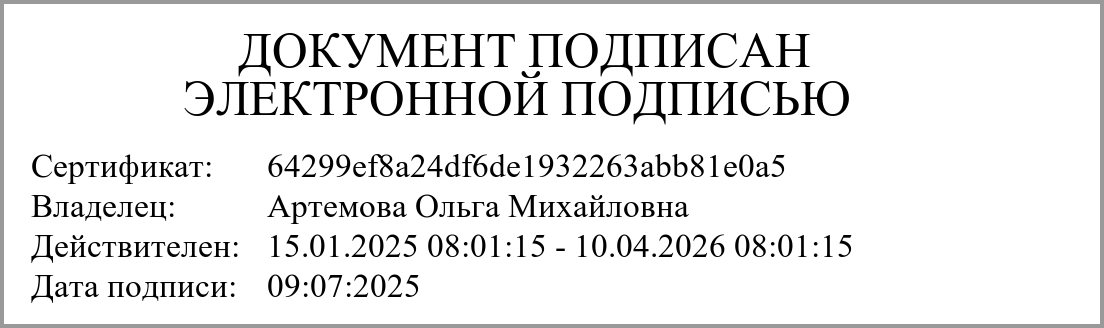 ДОКУМЕНТ ПОДПИСАН
ЭЛЕКТРОННОЙ ПОДПИСЬЮ
Сертификат: 64299ef8a24df6de1932263abb81e0a5
Владелец: Артемова Ольга Михайловна
Действителен: 15.01.2025 08:01:15 - 10.04.2026 08:01:15
Дата подписи: 09:07:2025